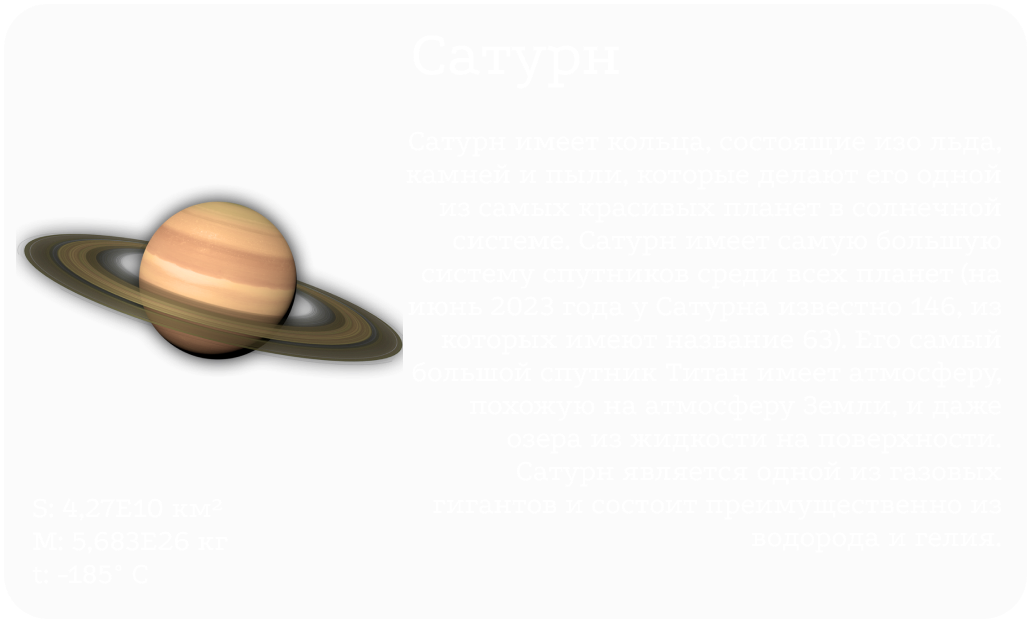 Сатурн
Сатурн имеет кольца, состоящие изо льда,
камней и пыли, которые делают его одной
из самых красивых планет в солнечной
системе. Сатурн имеет самую большую
систему спутников среди всех планет (на
июнь 2023 года у Сатурна известно 146, из
которых имеют название 63). Его самый
большой спутник Титан имеет атмосферу,
похожую на атмосферу Земли, и даже
озера из жидкости на поверхности.
Сатурн является одной из газовых
гигантов и состоит преимущественно из
водорода и гелия.
S: 4,27E10 км²
M: 5,683E26 кг
t: -185° C